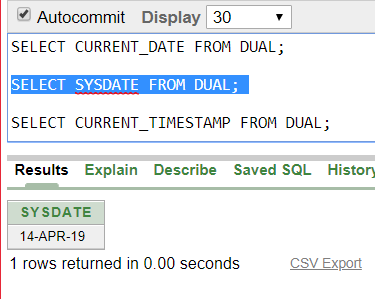 Autocommit Display 30
SELECT CURRENT_DATE FROM DUAL;
SELECT SYSDATE FROM DUAL;
SELECT CURRENT_TIMESTAMP FROM DUAL;
Results Explain Describe Saved SQL History
SYSDATE
14-APR-19
1 rows returned in 0.00 seconds CSV Export